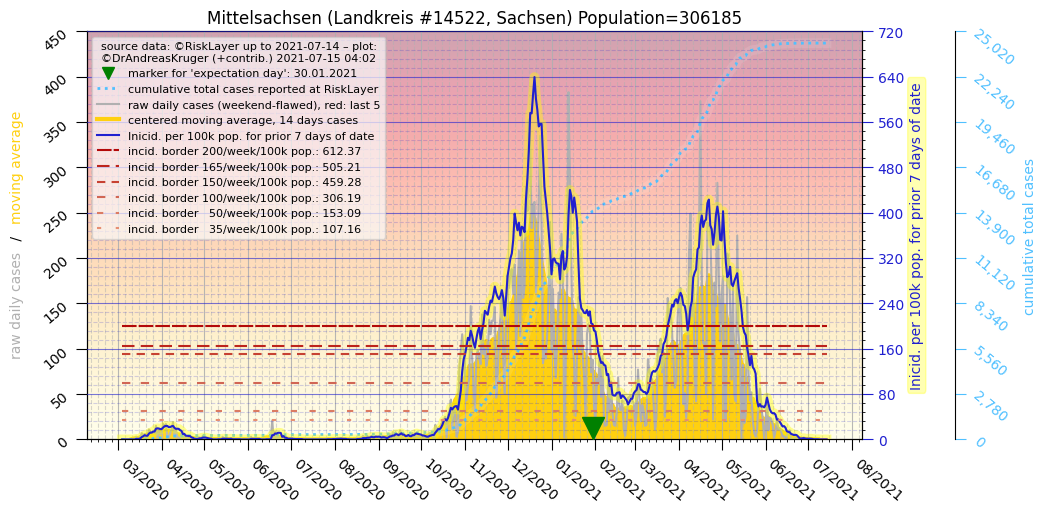 Mittelsachsen (Landkreis #14522, Sachsen) Population=306185
source data: ©RiskLayer up to 2021-07-14 – plot:
©DrAndreasKruger (+contrib.) 2021-07-15 04:02
marker for 'expectation day': 30.01.2021
cumulative total cases reported at RiskLayer
raw daily cases (weekend-flawed), red: last 5
centered moving average, 14 days cases
Inicid. per 100k pop. for prior 7 days of date
incid. border 200/week/100k pop.: 612.37
incid. border 165/week/100k pop.: 505.21
incid. border 150/week/100k pop.: 459.28
incid. border 100/week/100k pop.: 306.19
incid. border   50/week/100k pop.: 153.09
incid. border   35/week/100k pop.: 107.16
raw daily cases / moving average
450
400
350
300
250
200
150
100
50
0
03/2020
04/2020
05/2020
06/2020
07/2020
08/2020
09/2020
10/2020
11/2020
12/2020
01/2021
02/2021
03/2021
04/2021
05/2021
06/2021
07/2021
08/2021
720
640
560
480
400
320
240
160
80
0
Inicid. per 100k pop. for prior 7 days of date
25,020
22,240
19,460
16,680
13,900
11,120
8,340
5,560
2,780
0
cumulative total cases